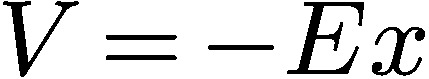 V = −Ex